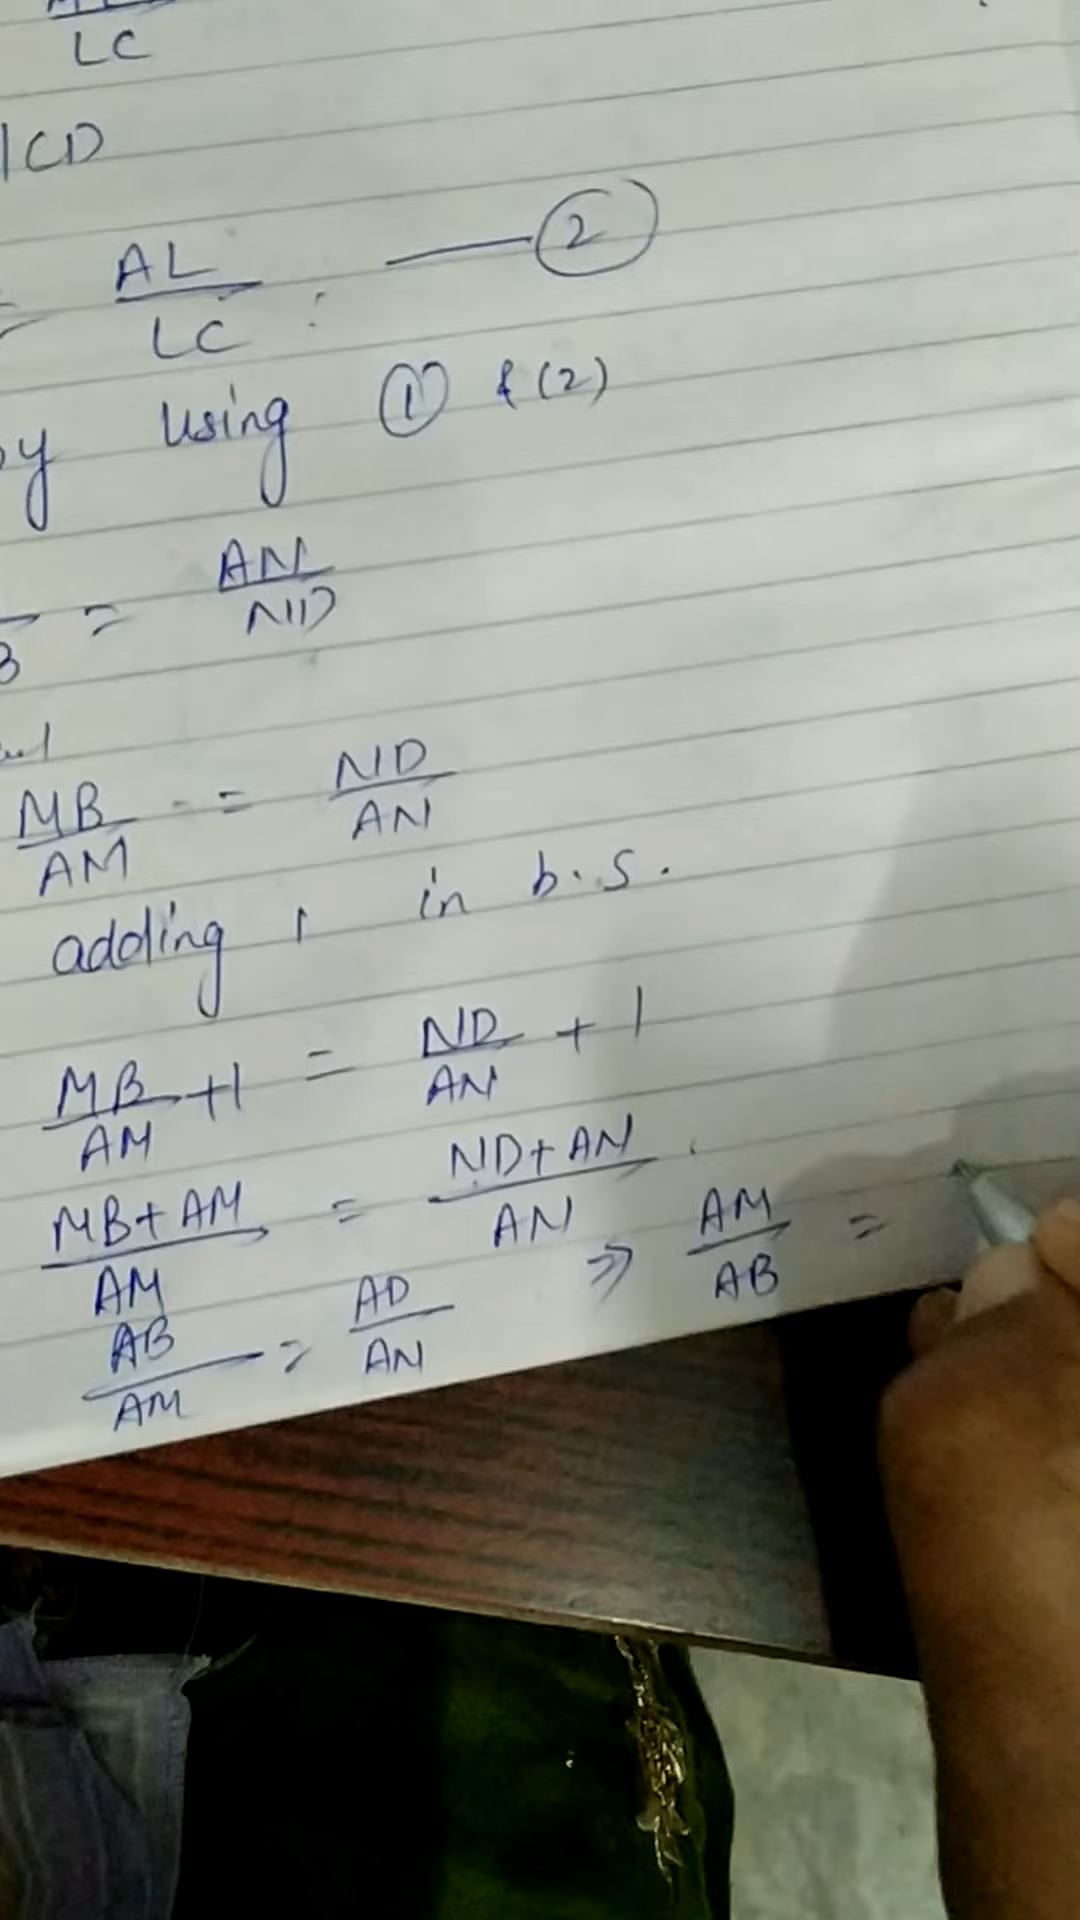 LC
CD
= AL/LC ——②
by using ① & (2)
= AN/ND
MB/AM = ND/AN
adding 1 in b.s.
MB/AM + 1 = ND/AN + 1
MB+AM/AM = ND+AN/AN
AB/AM = AD/AN ⇒ AM/AB =